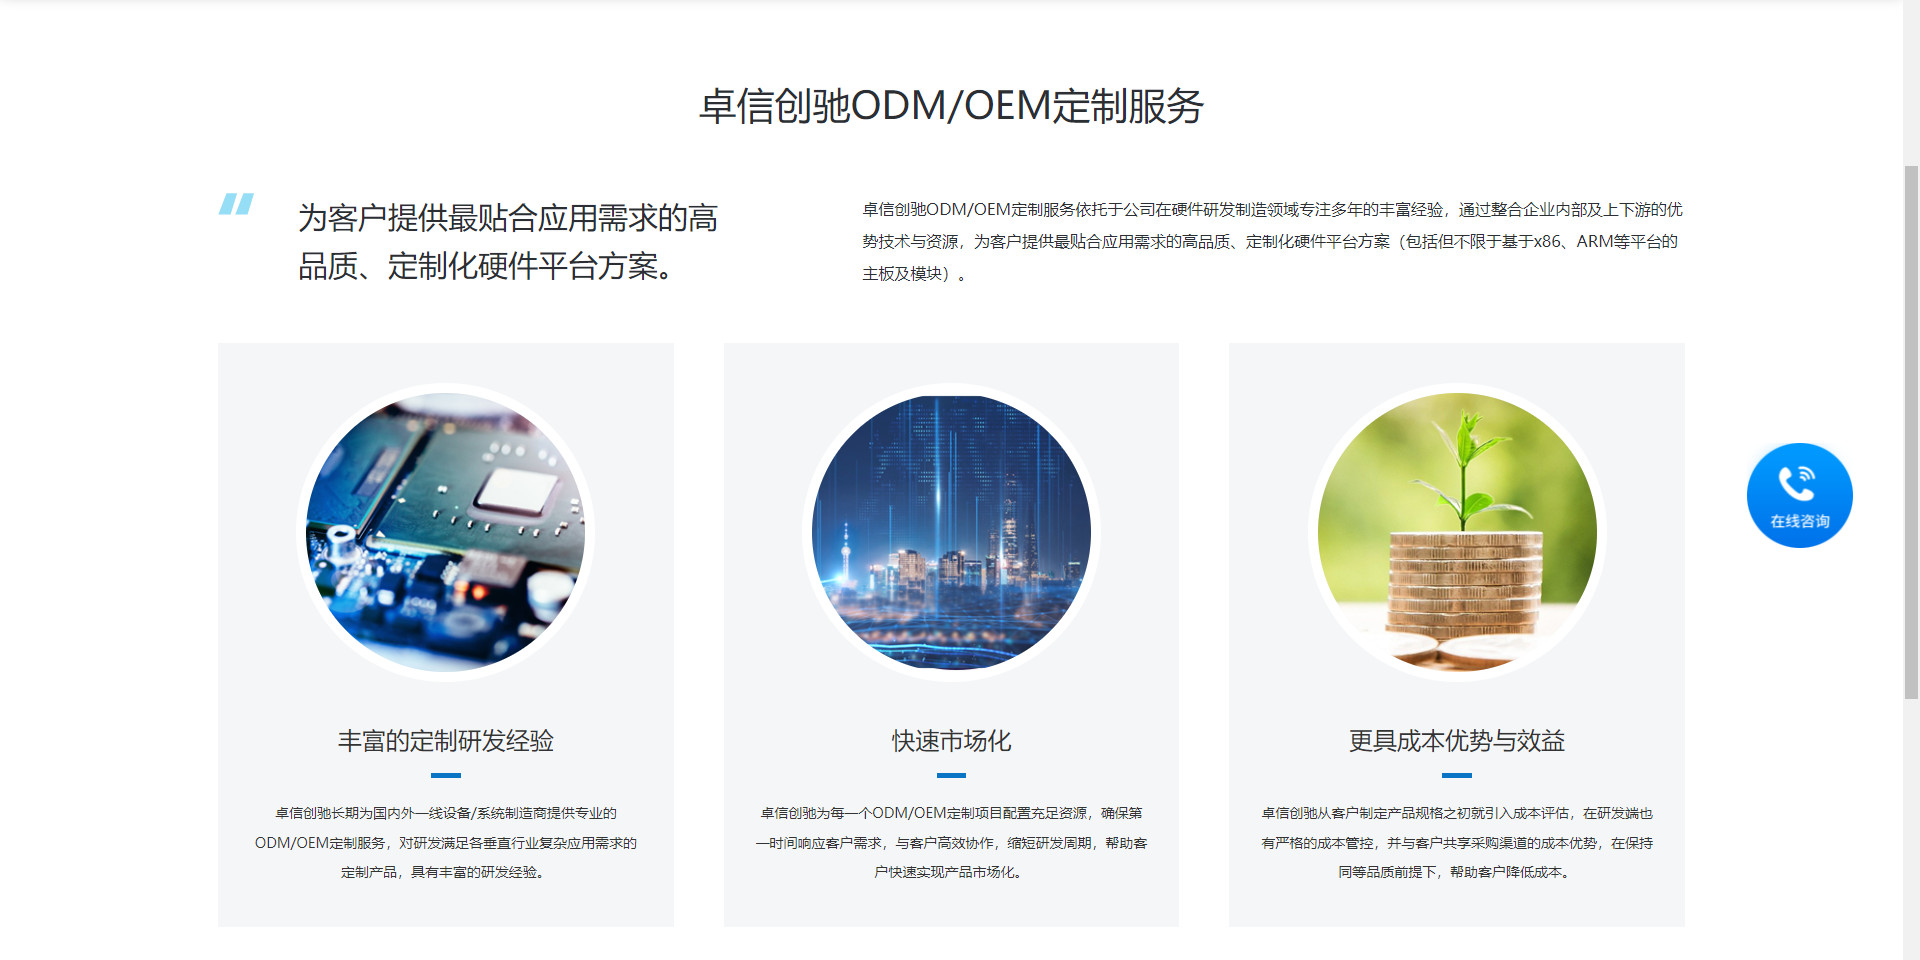 卓信创驰ODM/OEM定制服务
为客户提供最贴合应用需求的高
品质、定制化硬件平台方案。
卓信创驰ODM/OEM定制服务依托于公司在硬件研发制造领域专注多年的丰富经验，通过整合企业内部及上下游的优
势技术与资源，为客户提供最贴合应用需求的高品质、定制化硬件平台方案（包括但不限于基于x86、ARM等平台的
主板及模块）。
丰富的定制研发经验
卓信创驰长期为国内外一线设备/系统制造商提供专业的
ODM/OEM定制服务，对研发满足各垂直行业复杂应用需求的
定制产品，具有丰富的研发经验。
快速市场化
卓信创驰为每一个ODM/OEM定制项目配置充足资源，确保第
一时间响应客户需求，与客户高效协作，缩短研发周期，帮助客
户快速实现产品市场化。
更具成本优势与效益
卓信创驰从客户制定产品规格之初就引入成本评估，在研发端也
有严格的成本管控，并与客户共享采购渠道的成本优势，在保持
同等品质前提下，帮助客户降低成本。
在线咨询